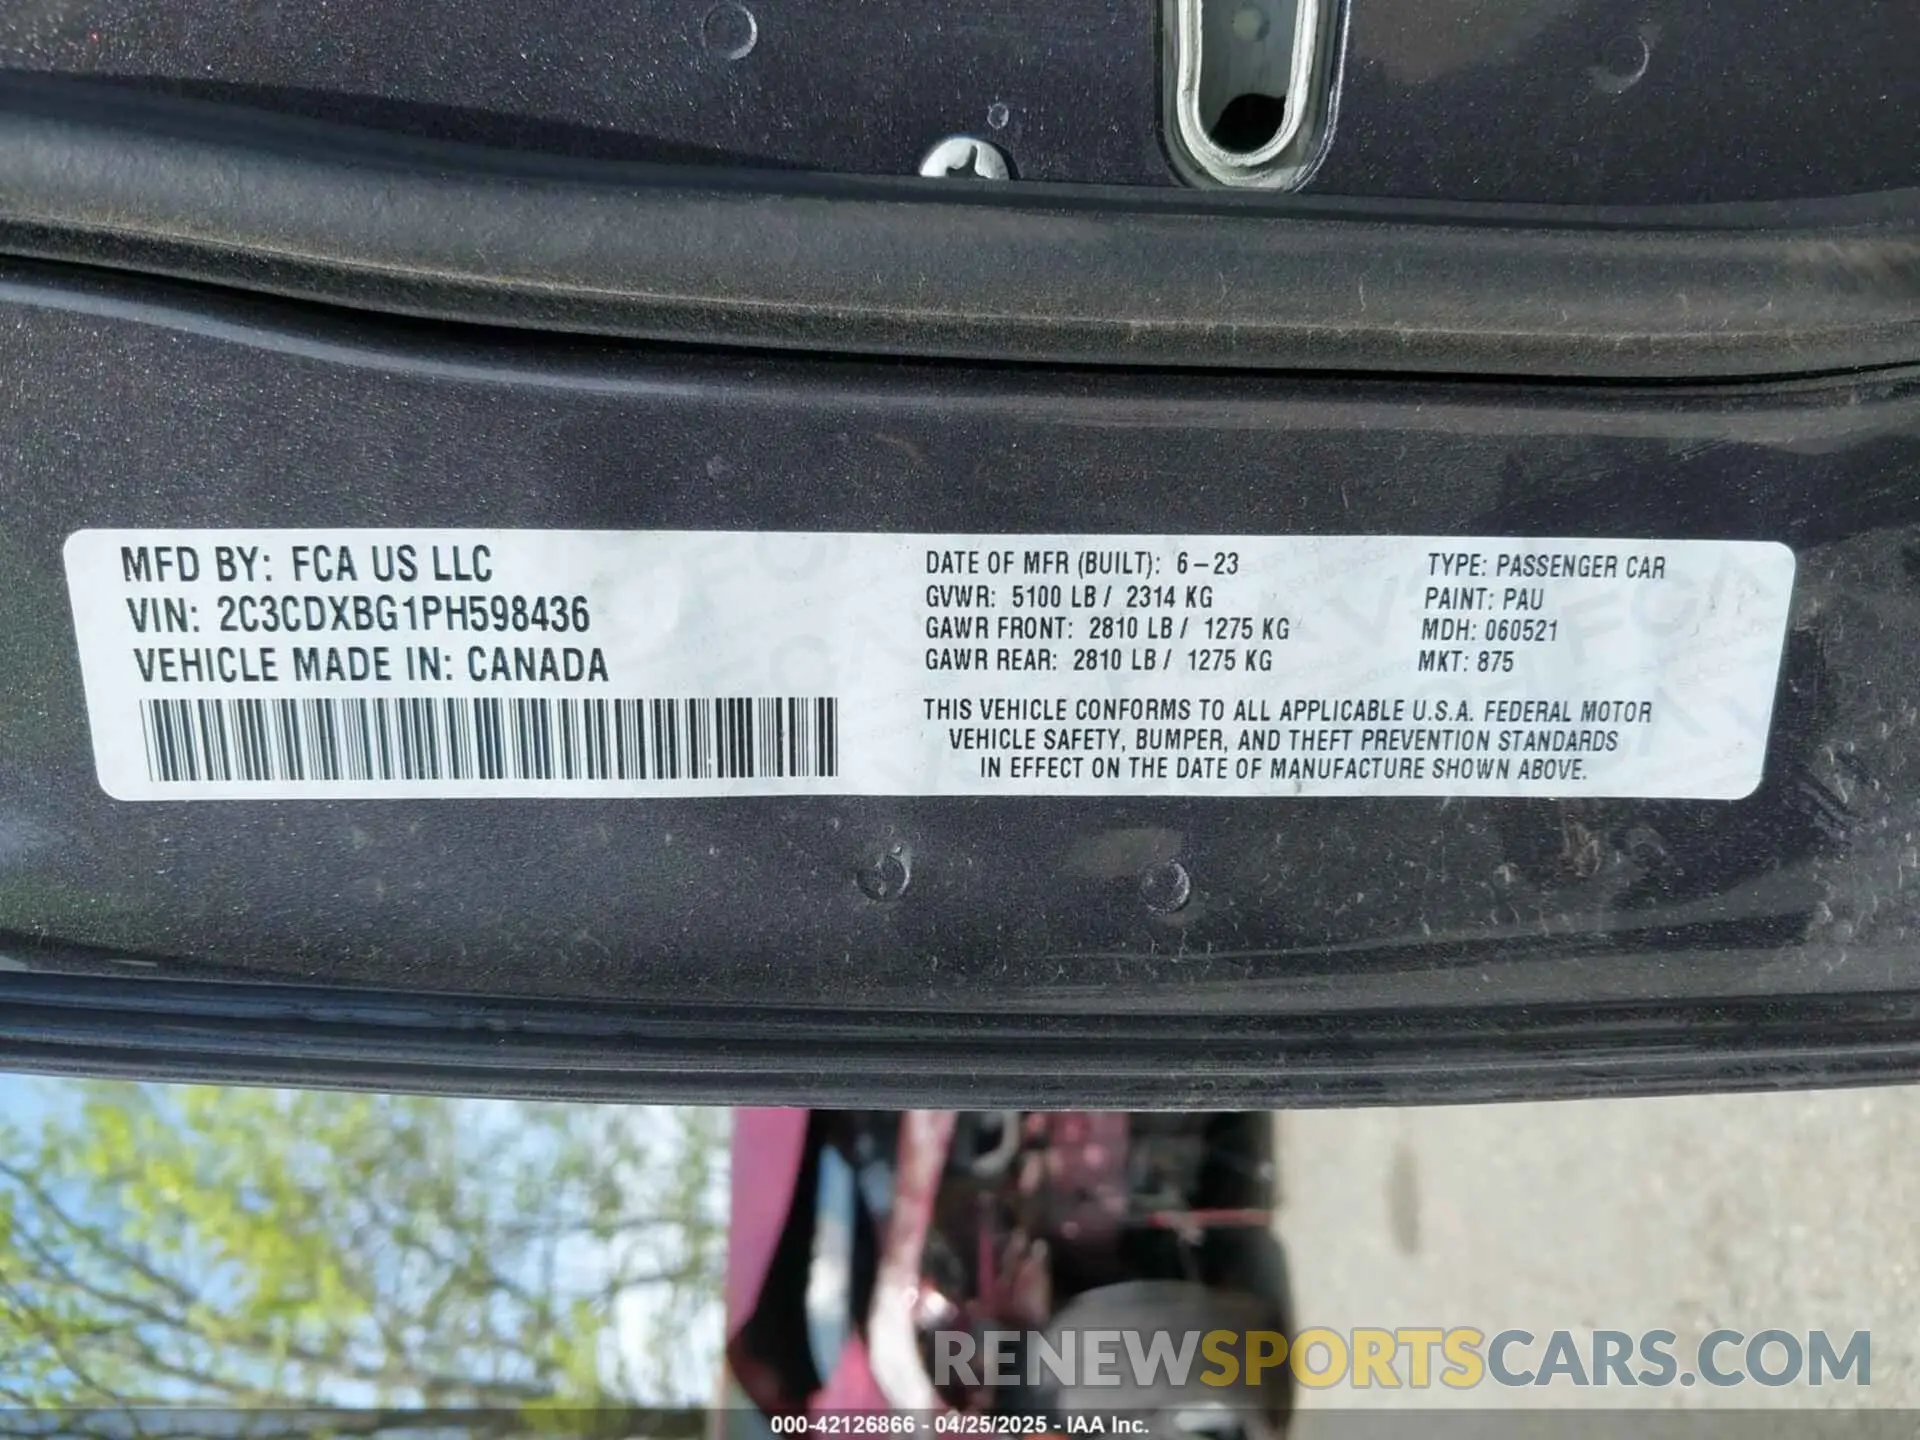 MFD BY: FCA US LLC
VIN: 2C3CDXBG1PH598436
VEHICLE MADE IN: CANADA
DATE OF MFR (BUILT): 6-23
GVWR: 5100 LB / 2314 KG
GAWR FRONT: 2810 LB / 1275 KG
GAWR REAR: 2810 LB / 1275 KG
TYPE: PASSENGER CAR
PAINT: PAU
MDH: 060521
MKT: 875
THIS VEHICLE CONFORMS TO ALL APPLICABLE U.S.A. FEDERAL MOTOR
VEHICLE SAFETY, BUMPER, AND THEFT PREVENTION STANDARDS
IN EFFECT ON THE DATE OF MANUFACTURE SHOWN ABOVE.
RENEWSPORTSCARS.COM
000-42126866 - 04/25/2025 - IAA Inc.